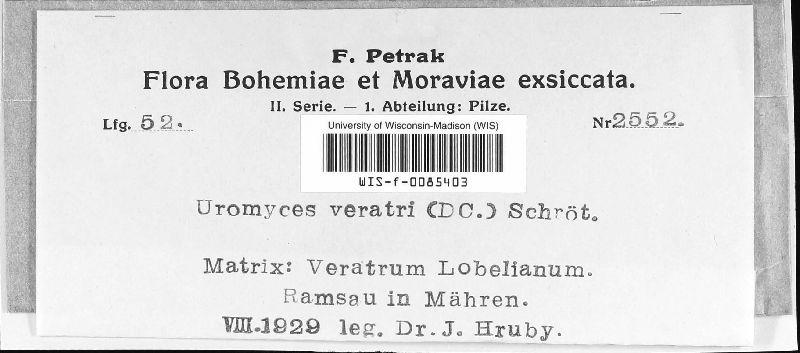 F. Petrak
Flora Bohemiae et Moraviae exsiccata.
II. Serie. — 1. Abteilung: Pilze.
Lfg. 52.
Nr 2552.
University of Wisconsin-Madison (WIS)
WIS-f-0085403
Uromyces veratri (DC.) Schröt.
Matrix: Veratrum Lobelianum.
Ramsau in Mähren.
VIII.1929 leg. Dr. J. Hruby.